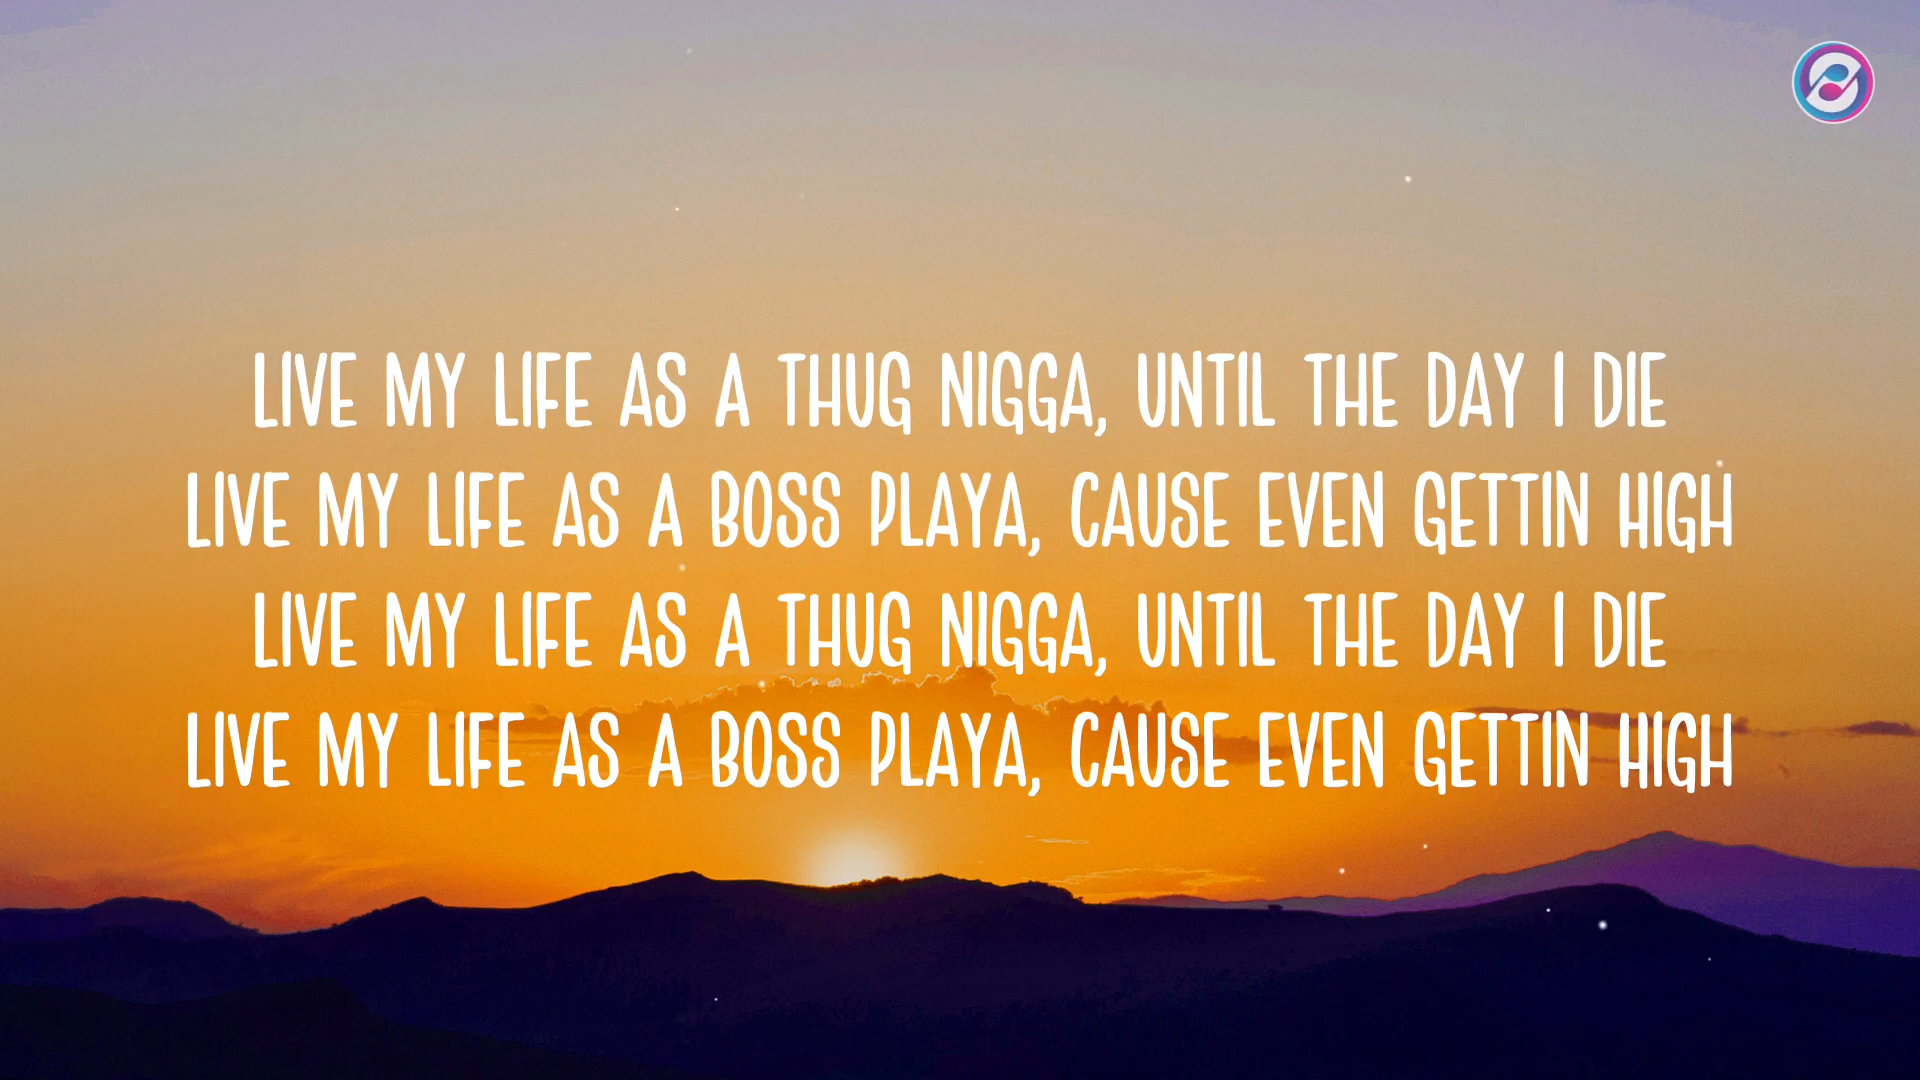 LIVE MY LIFE AS A THUG NIGGA, UNTIL THE DAY I DIE
LIVE MY LIFE AS A BOSS PLAYA, CAUSE EVEN GETTIN HIGH
LIVE MY LIFE AS A THUG NIGGA, UNTIL THE DAY I DIE
LIVE MY LIFE AS A BOSS PLAYA, CAUSE EVEN GETTIN HIGH